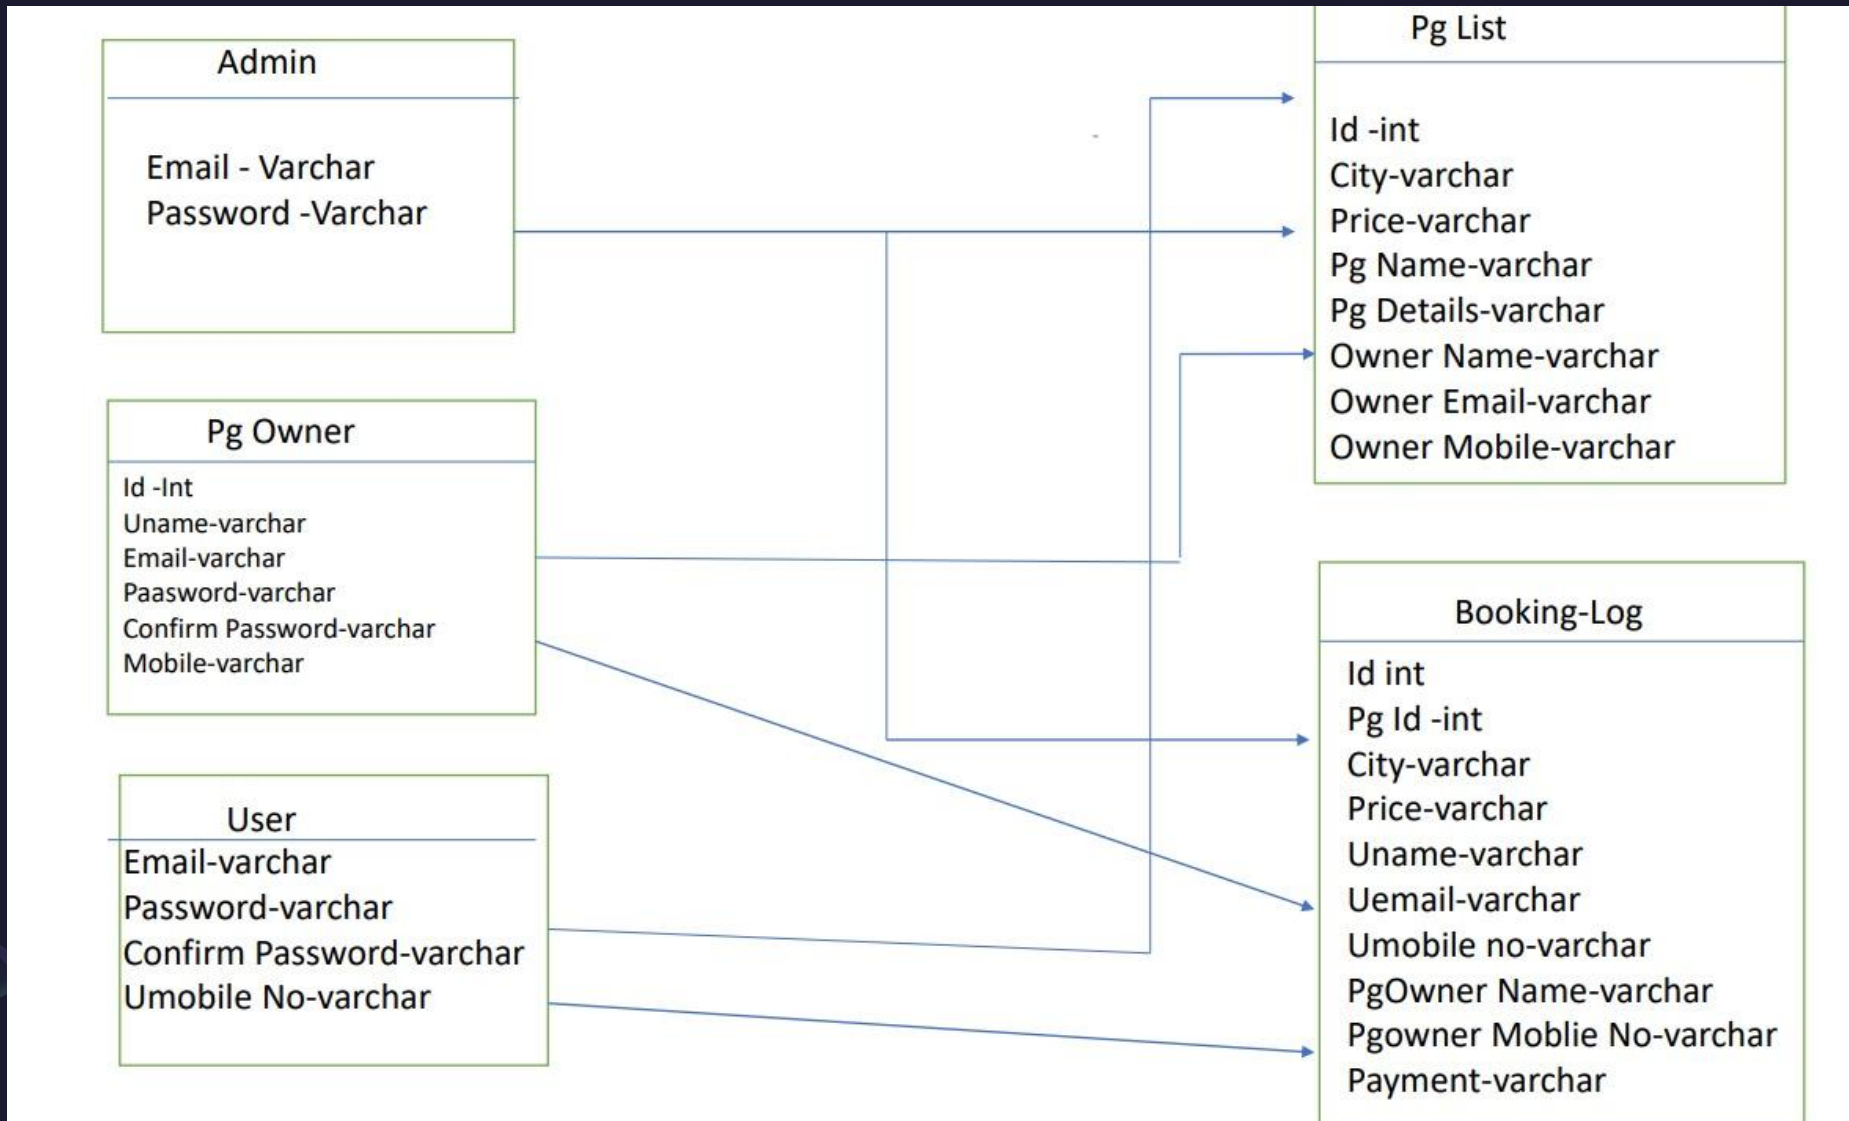 Admin
Email - Varchar
Password -Varchar
Pg Owner
Id -Int
Uname-varchar
Email-varchar
Paasword-varchar
Confirm Password-varchar
Mobile-varchar
User
Email-varchar
Password-varchar
Confirm Password-varchar
Umobile No-varchar
Pg List
Id -int
City-varchar
Price-varchar
Pg Name-varchar
Pg Details-varchar
Owner Name-varchar
Owner Email-varchar
Owner Mobile-varchar
Booking-Log
Id int
Pg Id -int
City-varchar
Price-varchar
Uname-varchar
Uemail-varchar
Umobile no-varchar
PgOwner Name-varchar
Pgowner Moblie No-varchar
Payment-varchar